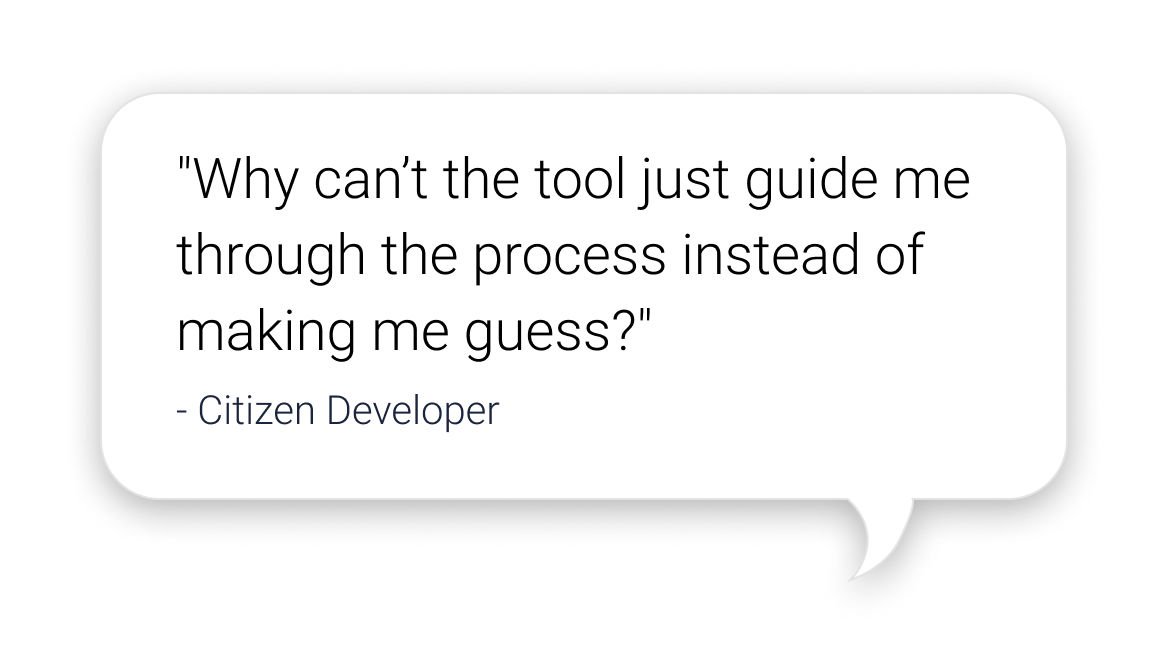 "Why can’t the tool just guide me
through the process instead of
making me guess?"
- Citizen Developer